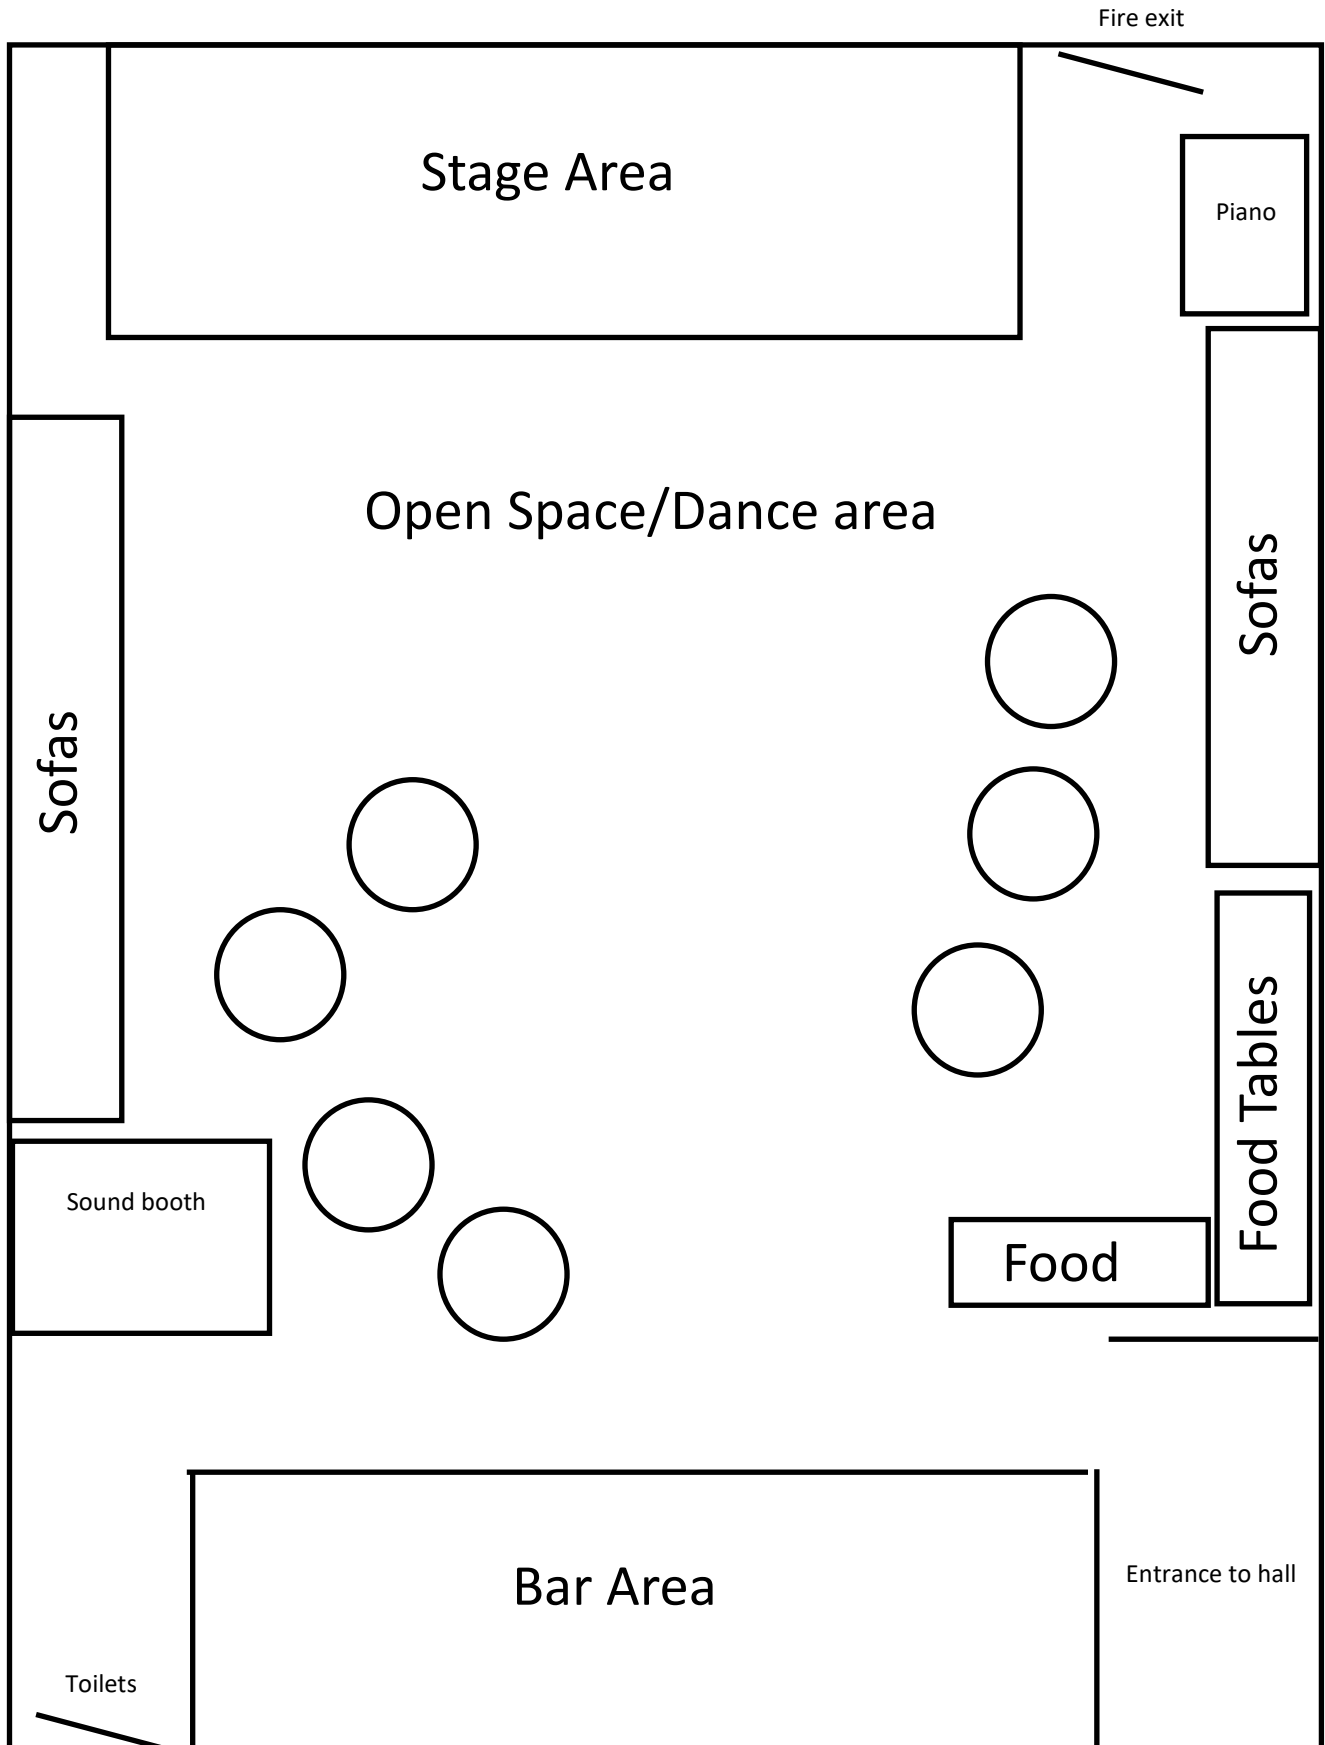 Fire exit
Stage Area
Piano
Open Space/Dance area
Sofas
Sofas
Food Tables
Sound booth
Food
Entrance to hall
Bar Area
Toilets